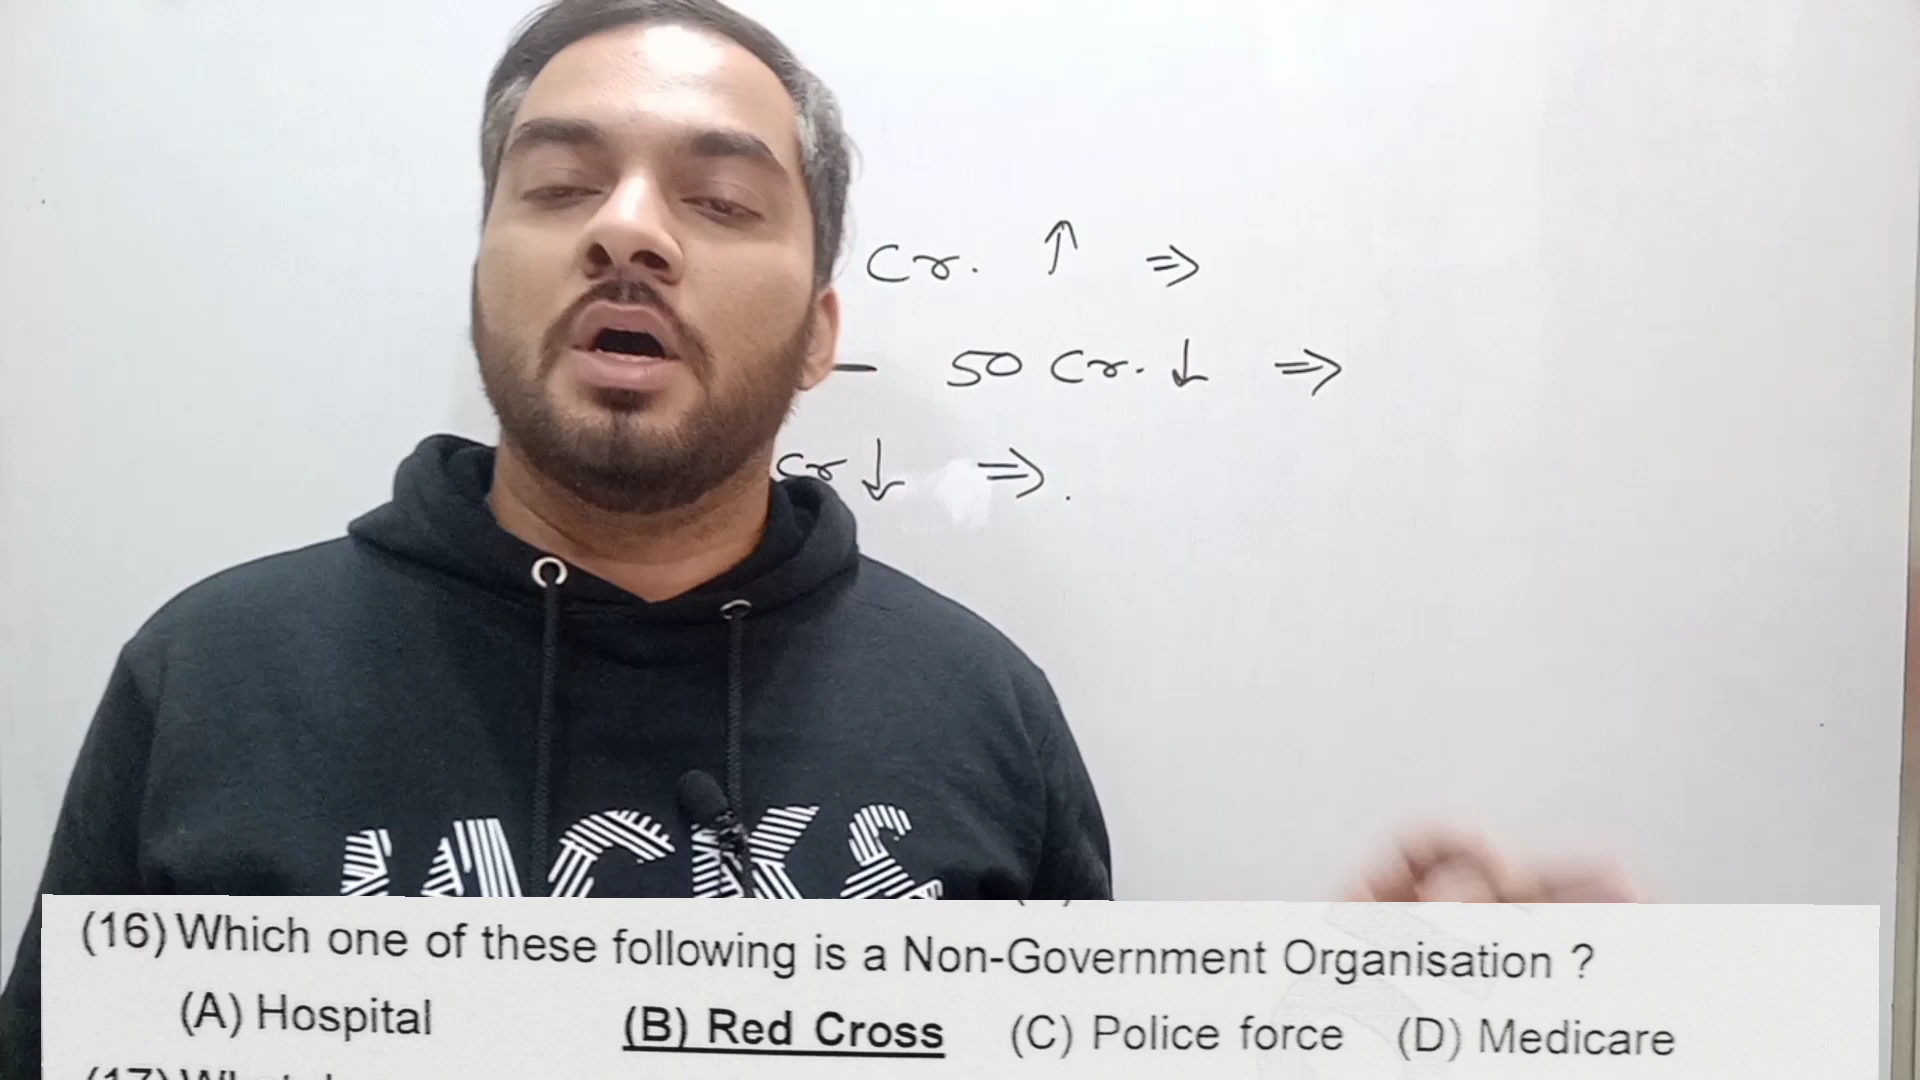 Cr. ↑ ⇒
— 50 Cr. ↓ ⇒
Cr ↓ ⇒.
(16) Which one of these following is a Non-Government Organisation ?
(A) Hospital (B) Red Cross (C) Police force (D) Medicare